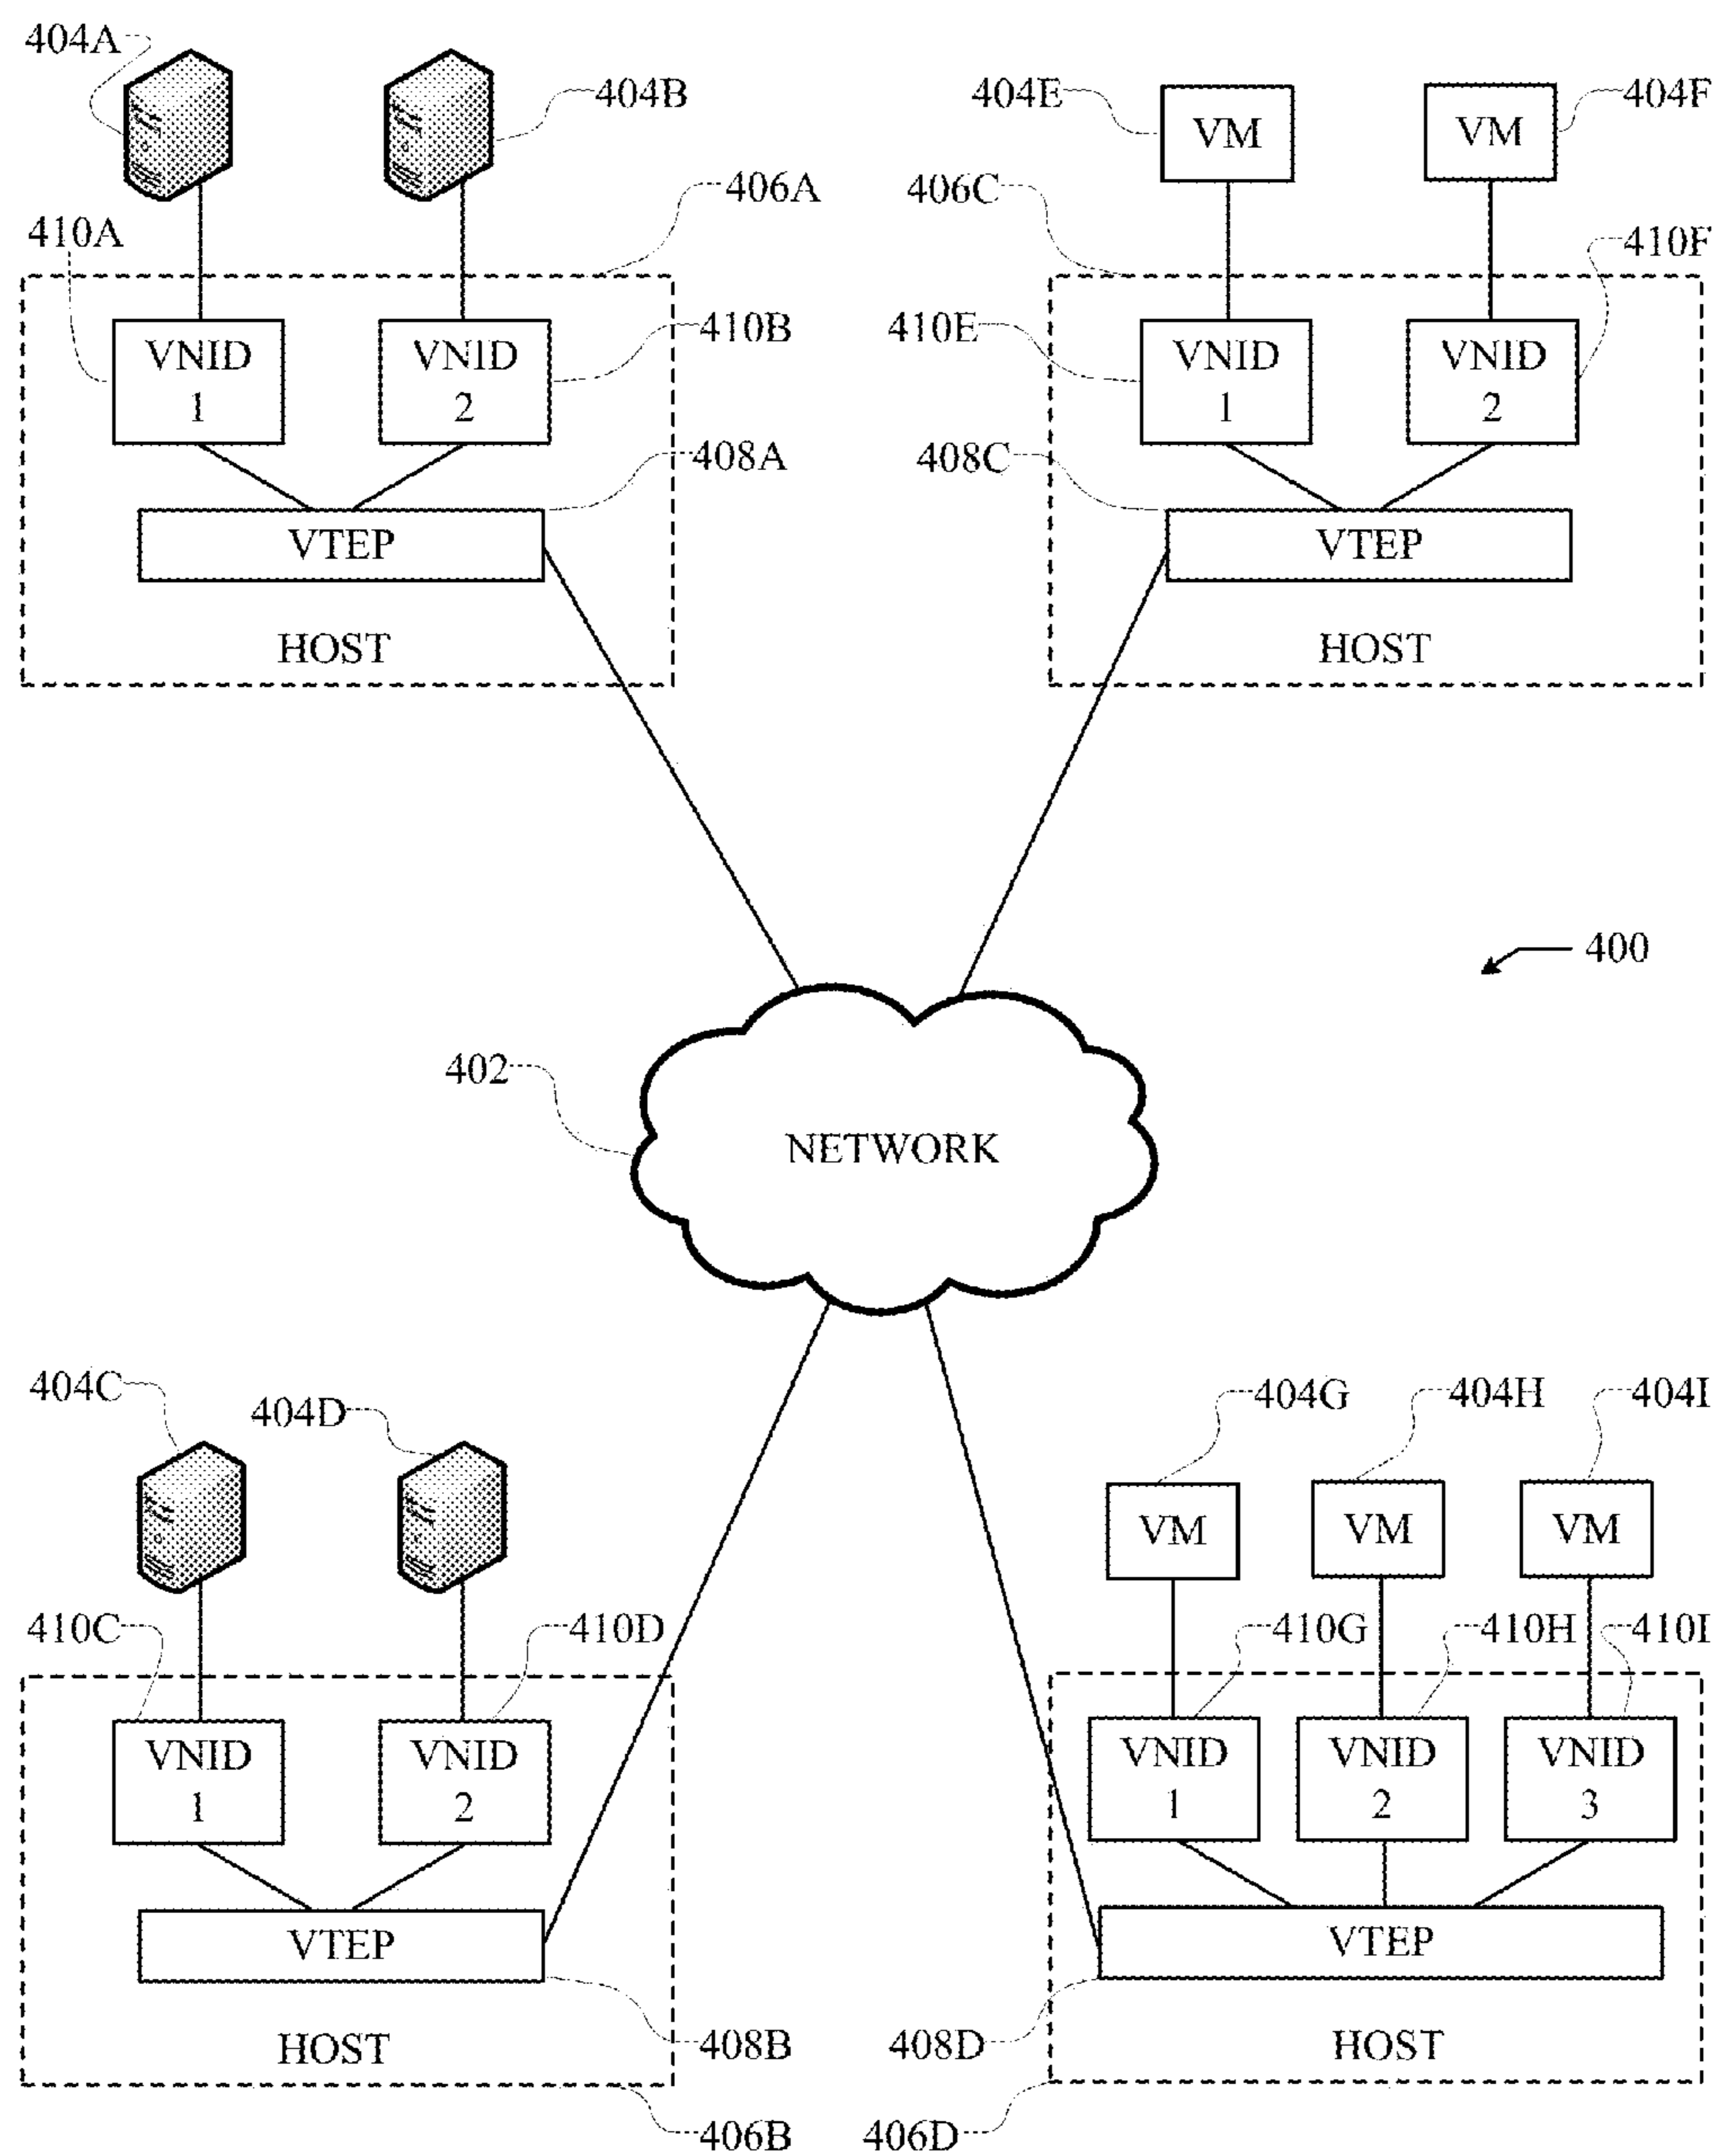 404A
404B
404E
VM
VM
404F
406A
406C
410A
410F
VNID
1
VNID
2
410B
410E
VNID
1
VNID
2
408A
408C
VTEP
VTEP
HOST
HOST
400
402
NETWORK
404C
404D
404G
404H
404I
VM
VM
VM
410C
410D
410G
410H
410I
VNID
1
VNID
2
VNID
1
VNID
2
VNID
3
VTEP
VTEP
HOST
408B
408D
HOST
406B
406D